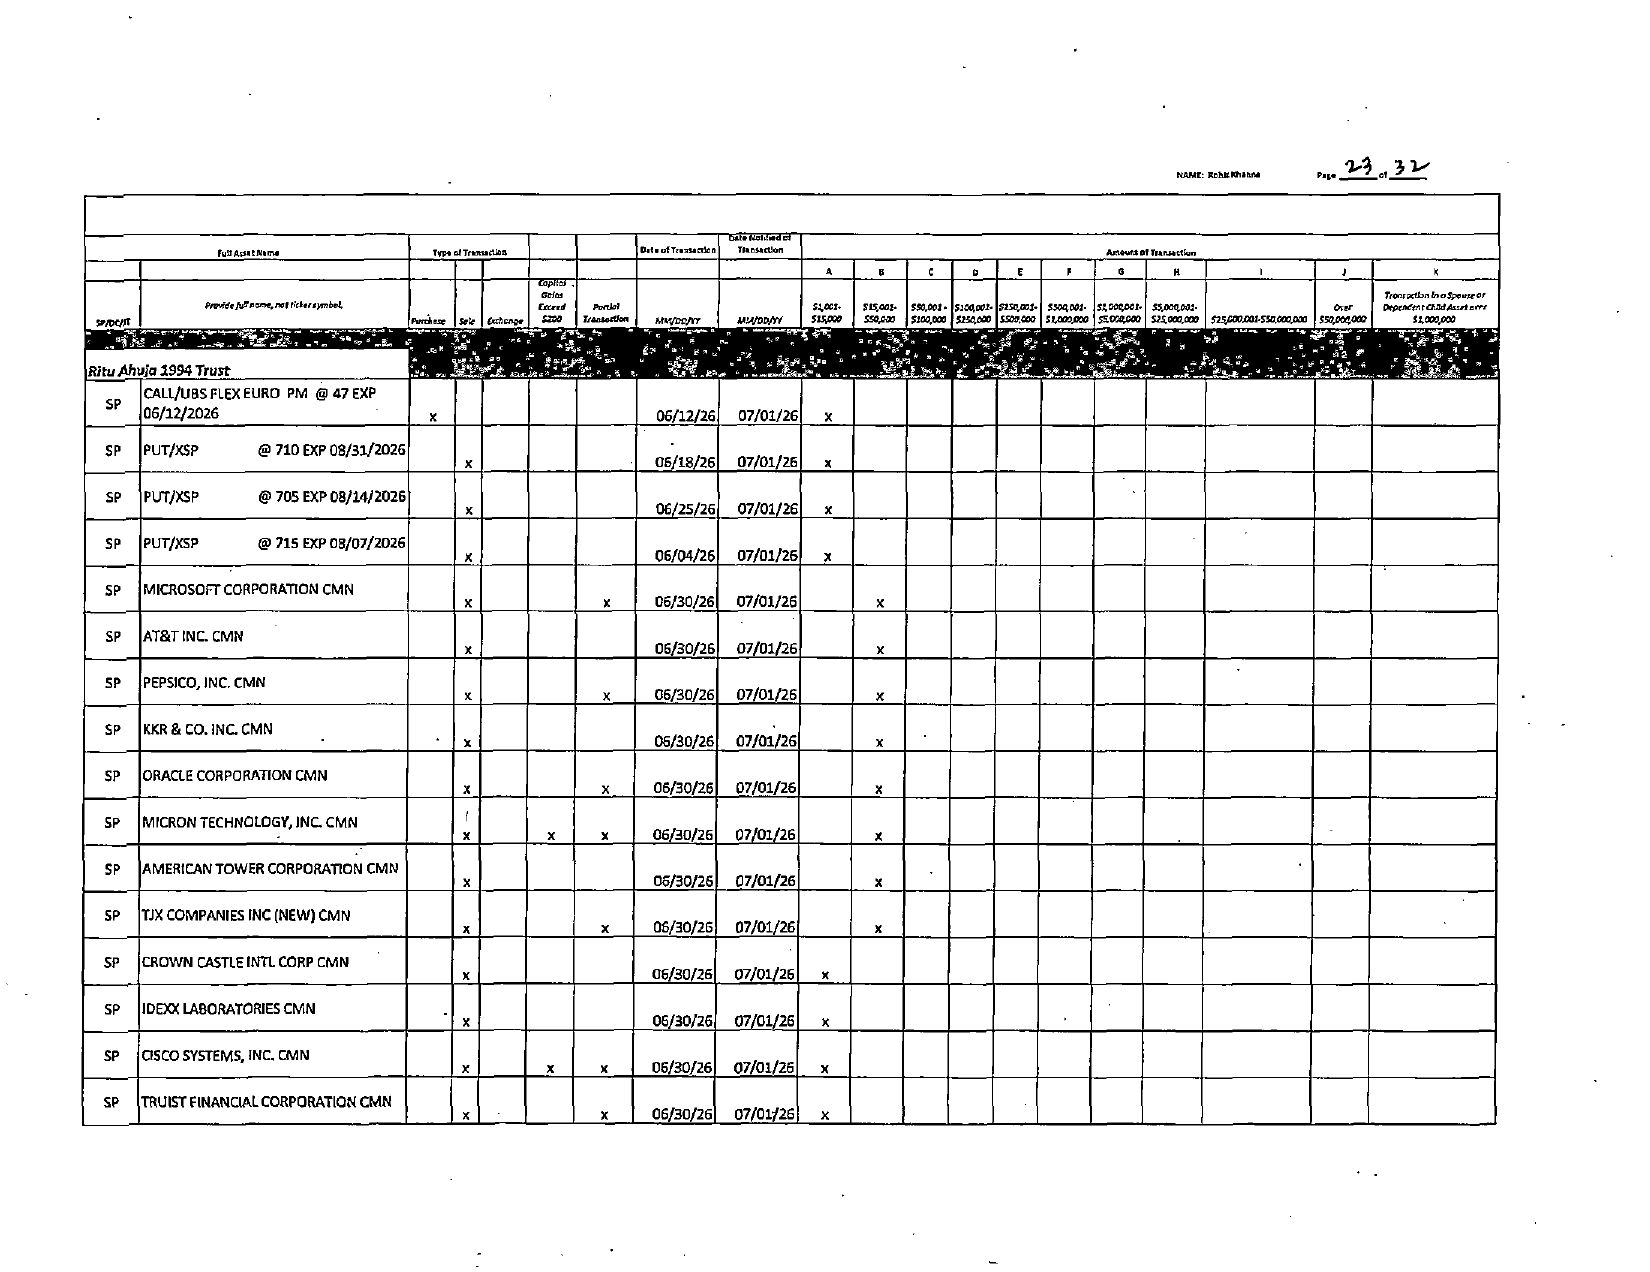 NAME: Rohit Khanna Page 23 of 32
Full Asset Name Type of Transaction Date of Transaction Date Notified of Transaction Amount of Transaction
A B C D E F G H I J K
SP/DC/JT Provide full name, not ticker symbol. Purchase Sale Exchange Capital Gains Exceed $200 Partial Transaction MM/DD/YY MM/DD/YY $1,001-$15,000 $15,001-$50,000 $50,001-$100,000 $100,001-$250,000 $250,001-$500,000 $500,001-$1,000,000 $1,000,001-$5,000,000 $5,000,001-$25,000,000 $25,000,001-$50,000,000 Over $50,000,000 Transaction in a Spouse or Dependent Child Asset over $1,000,000
Ritu Ahuja 1994 Trust
SP CALL/UBS FLEX EURO PM @ 47 EXP
06/12/2026 x 06/12/26 07/01/26 x
SP PUT/XSP @ 710 EXP 08/31/2026 x 06/18/26 07/01/26 x
SP PUT/XSP @ 705 EXP 08/14/2026 x 06/25/26 07/01/26 x
SP PUT/XSP @ 715 EXP 08/07/2026 x 06/04/26 07/01/26 x
SP MICROSOFT CORPORATION CMN x x 06/30/26 07/01/26 x
SP AT&T INC. CMN x 06/30/26 07/01/26 x
SP PEPSICO, INC. CMN x x 06/30/26 07/01/26 x
SP KKR & CO. INC. CMN x 06/30/26 07/01/26 x
SP ORACLE CORPORATION CMN x x 06/30/26 07/01/26 x
SP MICRON TECHNOLOGY, INC. CMN x x x 06/30/26 07/01/26 x
SP AMERICAN TOWER CORPORATION CMN x 06/30/26 07/01/26 x
SP TJX COMPANIES INC (NEW) CMN x x 06/30/26 07/01/26 x
SP CROWN CASTLE INTL CORP CMN x 06/30/26 07/01/26 x
SP IDEXX LABORATORIES CMN x 06/30/26 07/01/26 x
SP CISCO SYSTEMS, INC. CMN x x x 06/30/26 07/01/26 x
SP TRUIST FINANCIAL CORPORATION CMN x x 06/30/26 07/01/26 x